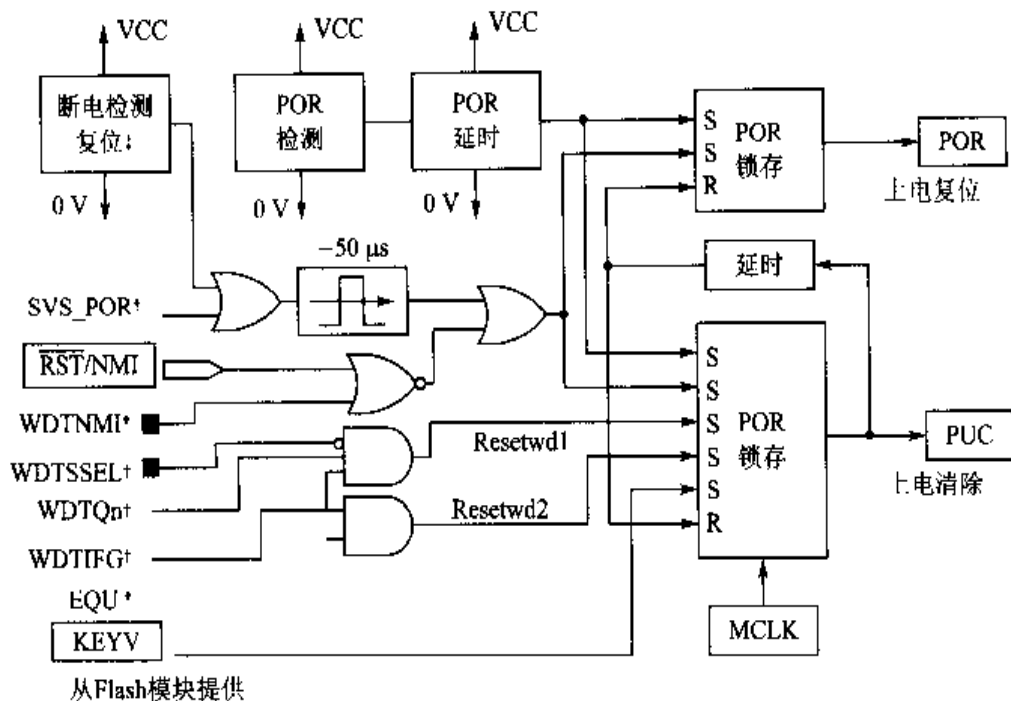 VCC
VCC
VCC
断电检测
复位:
POR
检测
POR
延时
S
S
R
POR
锁存
POR
上电复位
0 V
0 V
0 V
-50 μs
延时
SVS_POR†
RST/NMI
WDTNMI†
WDTSSEL†
WDTQn†
WDTIFG†
EQU†
KEYV
从Flash模块提供
Resetwd1
Resetwd2
S
S
S
S
S
R
POR
锁存
PUC
上电清除
MCLK